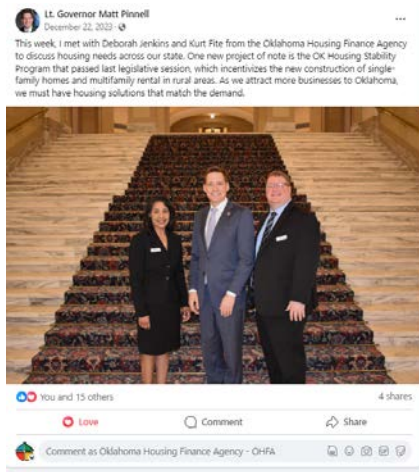 Lt. Governor Matt Pinnell
December 22, 2023
This week, I met with Deborah Jenkins and Kurt Fite from the Oklahoma Housing Finance Agency
to discuss housing needs across our state. One new project of note is the OK Housing Stability
Program that passed last legislative session, which incentivizes the new construction of single-
family homes and multifamily rental in rural areas. As we attract more businesses to Oklahoma,
we must have housing solutions that match the demand.
You and 15 others
4 shares
Love
Comment
Share
Comment as Oklahoma Housing Finance Agency - OHFA